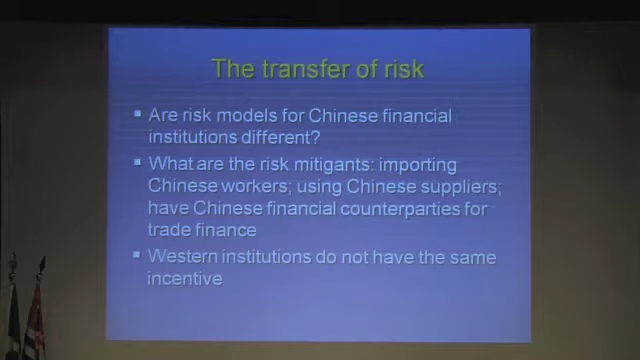 The transfer of risk
▪ Are risk models for Chinese financial
institutions different?
▪ What are the risk mitigants: importing
Chinese workers; using Chinese suppliers;
have Chinese financial counterparties for
trade finance
▪ Western institutions do not have the same
incentive